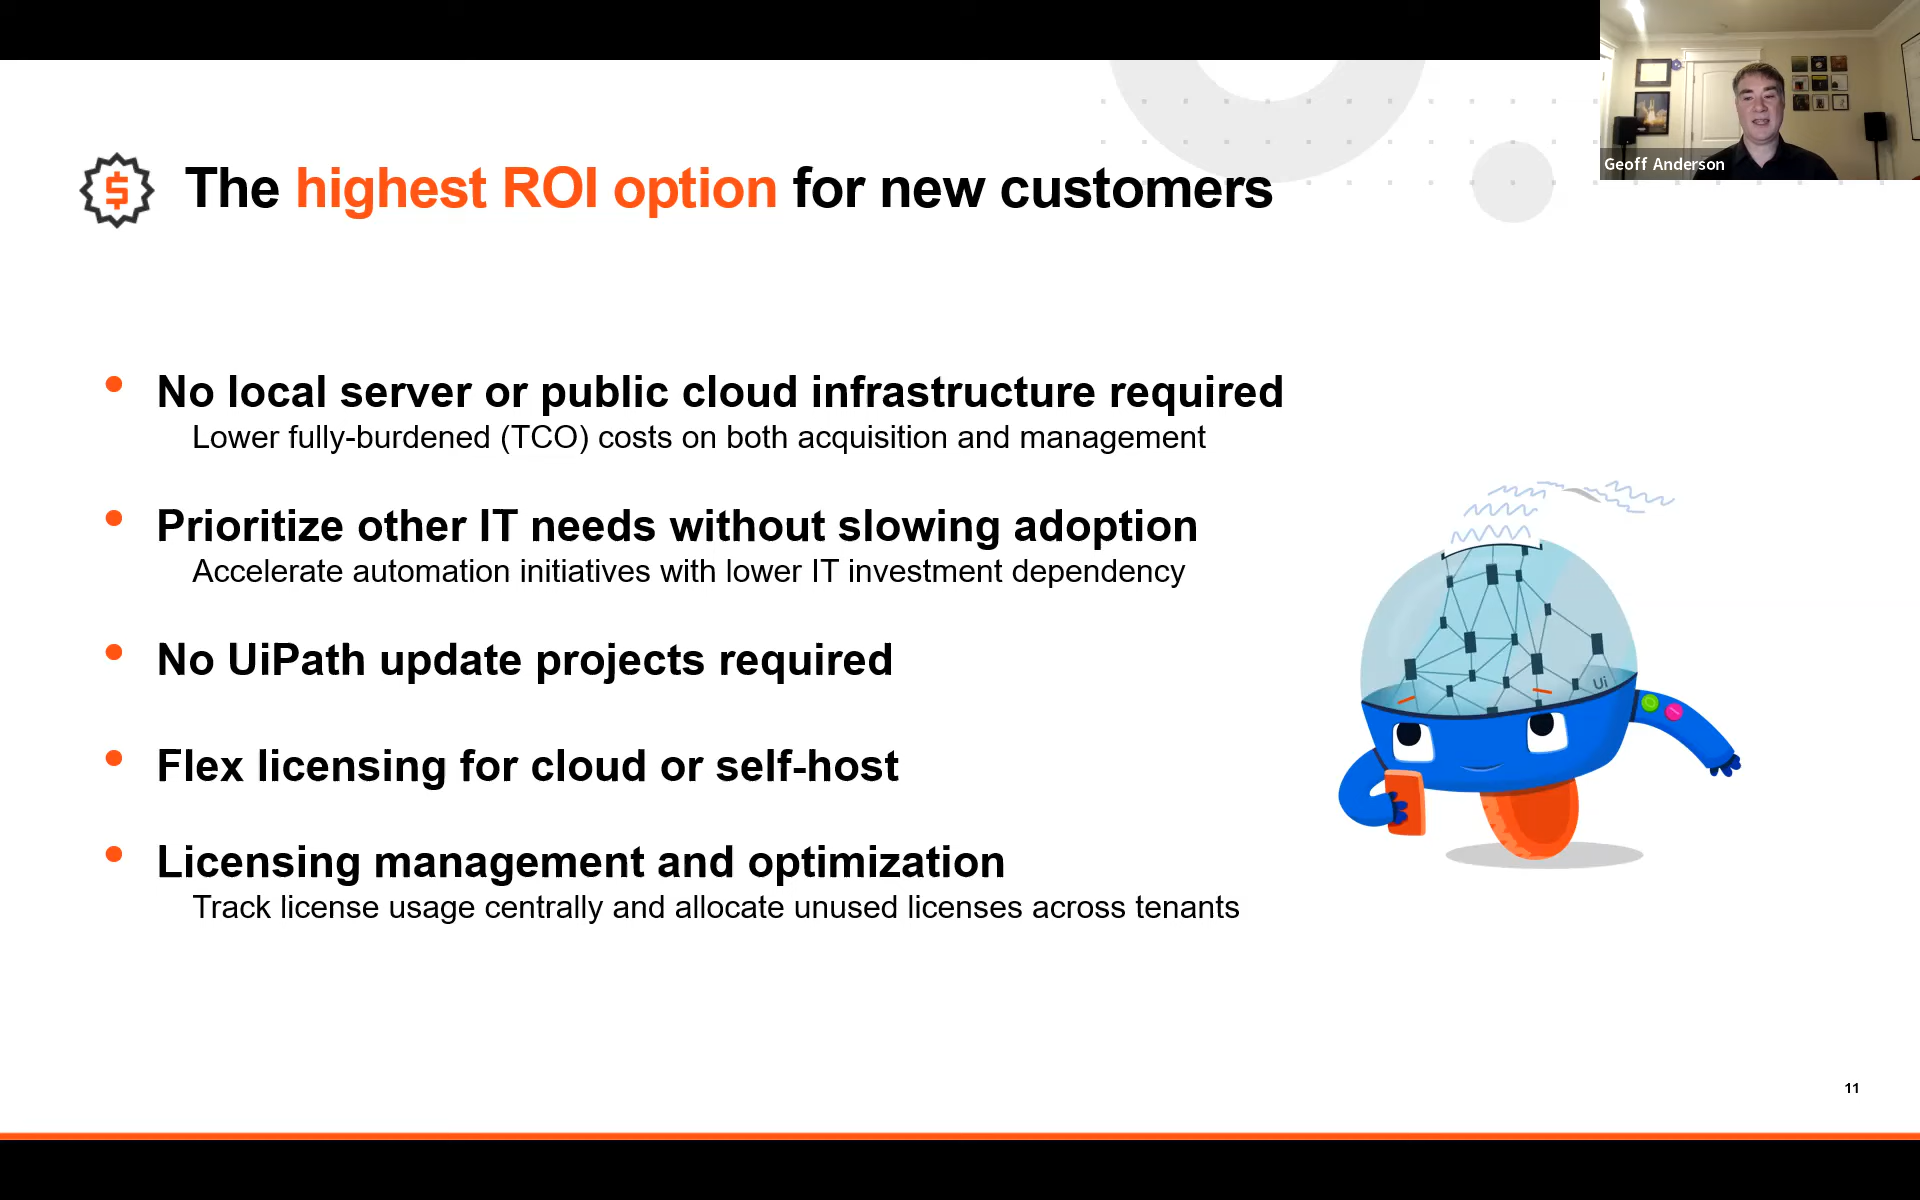 Geoff Anderson
The highest ROI option for new customers
No local server or public cloud infrastructure required
Lower fully-burdened (TCO) costs on both acquisition and management
Prioritize other IT needs without slowing adoption
Accelerate automation initiatives with lower IT investment dependency
No UiPath update projects required
Flex licensing for cloud or self-host
Licensing management and optimization
Track license usage centrally and allocate unused licenses across tenants
Ui
11